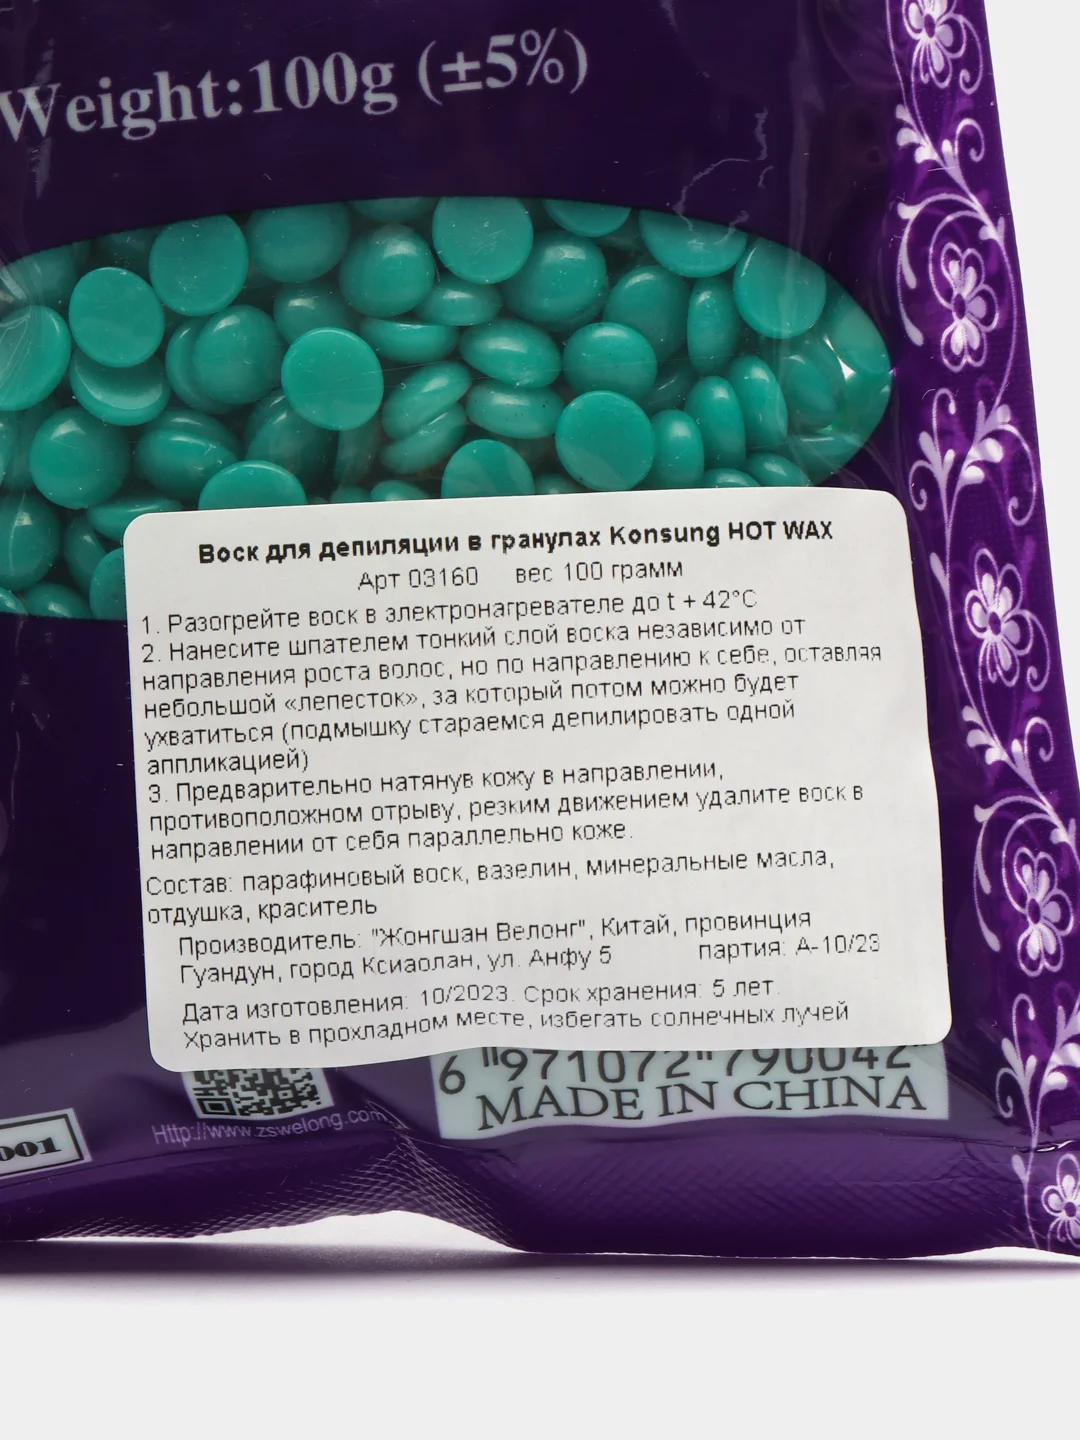 Weight:100g (±5%)
Воск для депиляции в гранулах Konsung HOT WAX
Арт 03160 вес 100 грамм
1. Разогрейте воск в электронагревателе до t + 42°C
2. Нанесите шпателем тонкий слой воска независимо от
направления роста волос, но по направлению к себе, оставляя
небольшой «лепесток», за который потом можно будет
ухватиться (подмышку стараемся депилировать одной
аппликацией)
3. Предварительно натянув кожу в направлении,
противоположном отрыву, резким движением удалите воск в
направлении от себя параллельно коже.
Состав: парафиновый воск, вазелин, минеральные масла,
отдушка, краситель
Производитель: "Жонгшан Велонг", Китай, провинция
Гуандун, город Ксиаолан, ул. Анфу 5 партия: А-10/23
Дата изготовления: 10/2023. Срок хранения: 5 лет.
Хранить в прохладном месте, избегать солнечных лучей
6 971072 790042
MADE IN CHINA
Http://www.zswelong.com
001